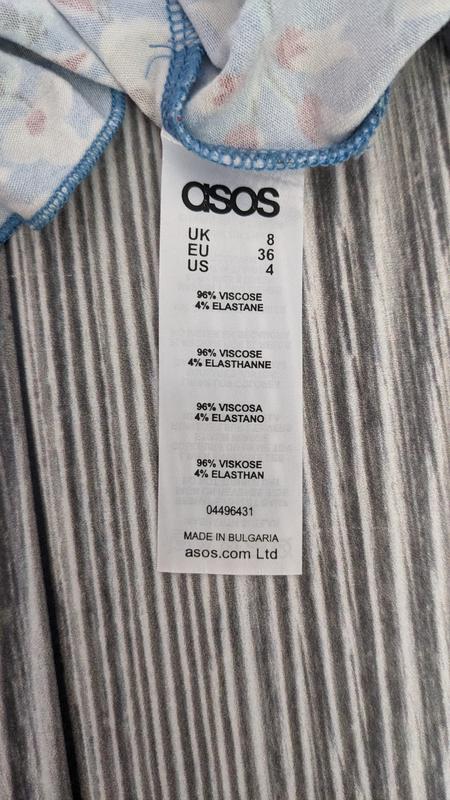 asos
UK 8
EU 36
US 4
96% VISCOSE
4% ELASTANE
96% VISCOSE
4% ELASTHANNE
96% VISCOSA
4% ELASTANO
96% VISKOSE
4% ELASTHAN
04496431
MADE IN BULGARIA
asos.com Ltd